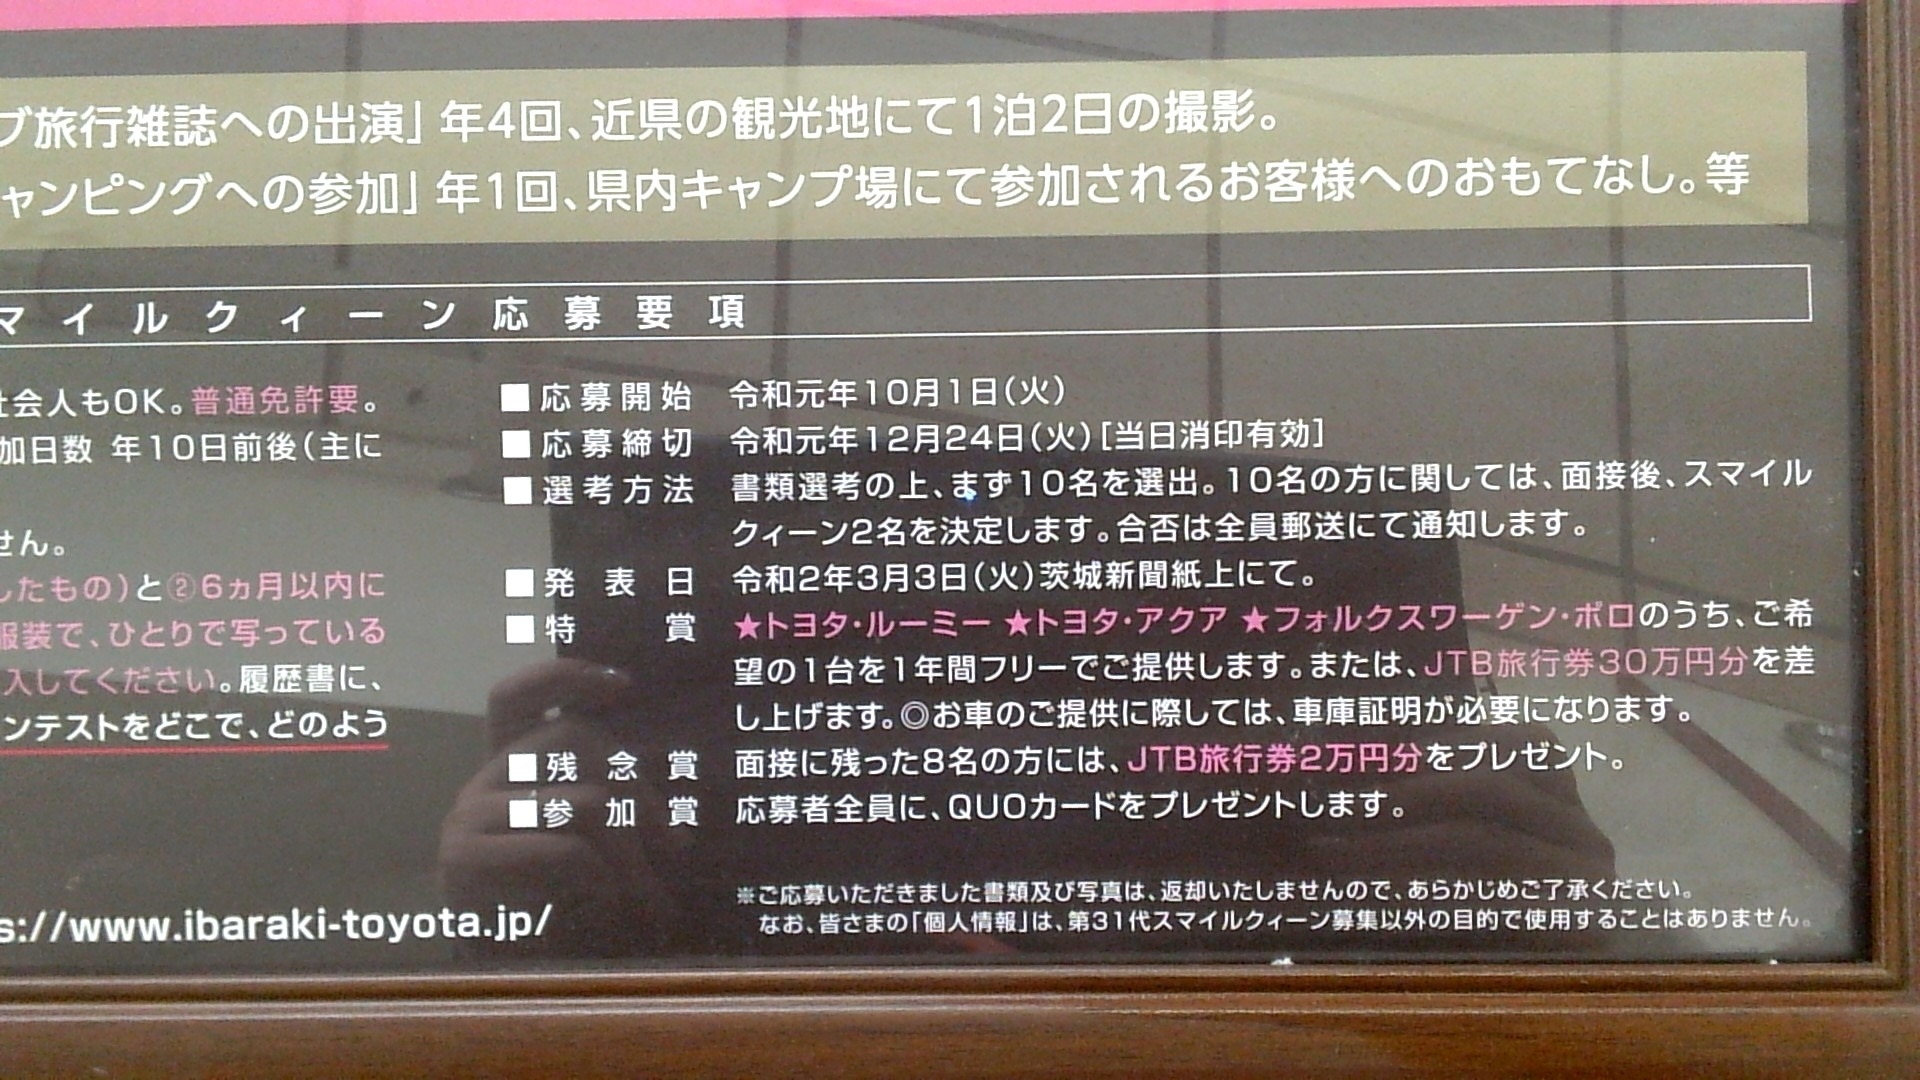 ブ旅行雑誌への出演」年4回、近県の観光地にて1泊2日の撮影。
ャンピングへの参加」年1回、県内キャンプ場にて参加されるお客様へのおもてなし。等
マイルクィーン応募要項
社会人もOK。普通免許要。
加日数 年10日前後(主に
せん。
したもの)と②6ヵ月以内に
服装で、ひとりで写っている
入してください。履歴書に、
ンテストをどこで、どのよう
s://www.ibaraki-toyota.jp/
■応募開始 令和元年10月1日(火)
■応募締切 令和元年12月24日(火)[当日消印有効]
■選考方法 書類選考の上、まず10名を選出。10名の方に関しては、面接後、スマイル
クィーン2名を決定します。合否は全員郵送にて通知します。
■発表日 令和2年3月3日(火)茨城新聞紙上にて。
■特賞 ★トヨタ・ルーミー ★トヨタ・アクア ★フォルクスワーゲン・ポロのうち、ご希
望の1台を1年間フリーでご提供します。または、JTB旅行券30万円分を差
し上げます。◎お車のご提供に際しては、車庫証明が必要になります。
■残念賞 面接に残った8名の方には、JTB旅行券2万円分をプレゼント。
■参加賞 応募者全員に、QUOカードをプレゼントします。
※ご応募いただきました書類及び写真は、返却いたしませんので、あらかじめご了承ください。
なお、皆さまの「個人情報」は、第31代スマイルクィーン募集以外の目的で使用することはありません。